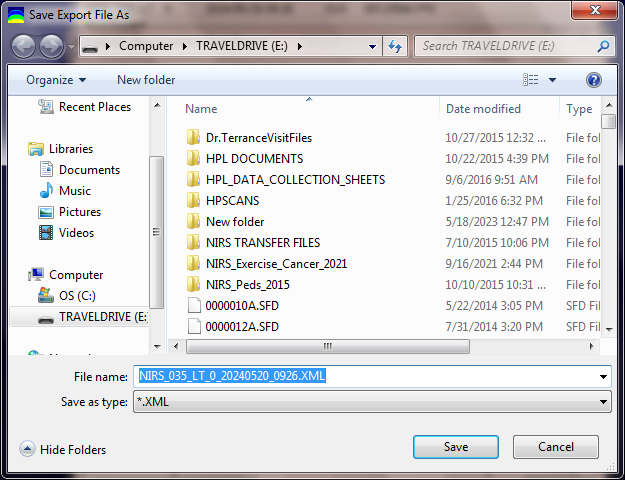 Save Export File As
Computer TRAVELDRIVE (E:)
Search TRAVELDRIVE (E:)
Organize New folder
Recent Places
Libraries
Documents
Music
Pictures
Videos
Computer
OS (C:)
TRAVELDRIVE (E:
Name Date modified Type
Dr.TerranceVisitFiles 10/27/2015 12:32 ... File fol
HPL DOCUMENTS 10/22/2015 4:39 PM File fol
HPL_DATA_COLLECTION_SHEETS 9/6/2016 9:51 AM File fol
HPSCANS 1/25/2016 6:32 PM File fol
New folder 5/18/2023 12:47 PM File fol
NIRS TRANSFER FILES 7/10/2015 10:06 PM File fol
NIRS_Exercise_Cancer_2021 9/16/2021 2:44 PM File fol
NIRS_Peds_2015 10/10/2015 10:31 ... File fol
0000010A.SFD 5/22/2014 3:05 PM SFD Fil
0000012A.SFD 7/31/2014 3:20 PM SFD Fil
File name: NIRS_035_LT_0_20240520_0926.XML
Save as type: *.XML
Hide Folders
Save Cancel